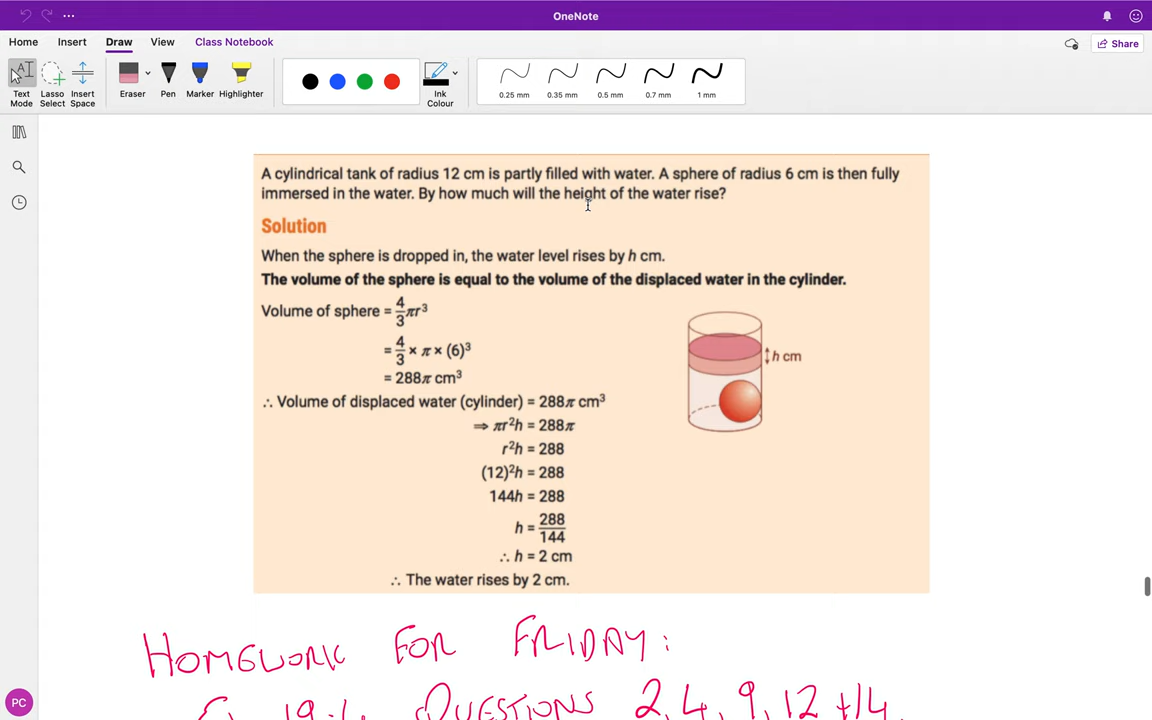 OneNote
Home Insert Draw View Class Notebook
Share
Text Mode
Lasso Select
Insert Space
Eraser
Pen
Marker
Highlighter
Ink Colour
0.25 mm 0.35 mm 0.5 mm 0.7 mm 1 mm
A cylindrical tank of radius 12 cm is partly filled with water. A sphere of radius 6 cm is then fully
immersed in the water. By how much will the height of the water rise?
Solution
When the sphere is dropped in, the water level rises by h cm.
The volume of the sphere is equal to the volume of the displaced water in the cylinder.
Volume of sphere = 4/3 πr³
= 4/3 × π × (6)³
= 288π cm³
∴ Volume of displaced water (cylinder) = 288π cm³
⇒ πr²h = 288π
r²h = 288
(12)²h = 288
144h = 288
h = 288/144
∴ h = 2 cm
∴ The water rises by 2 cm.
h cm
HOMEWORK FOR FRIDAY:
QUESTIONS 2, 4, 9, 12 + 14.
PC